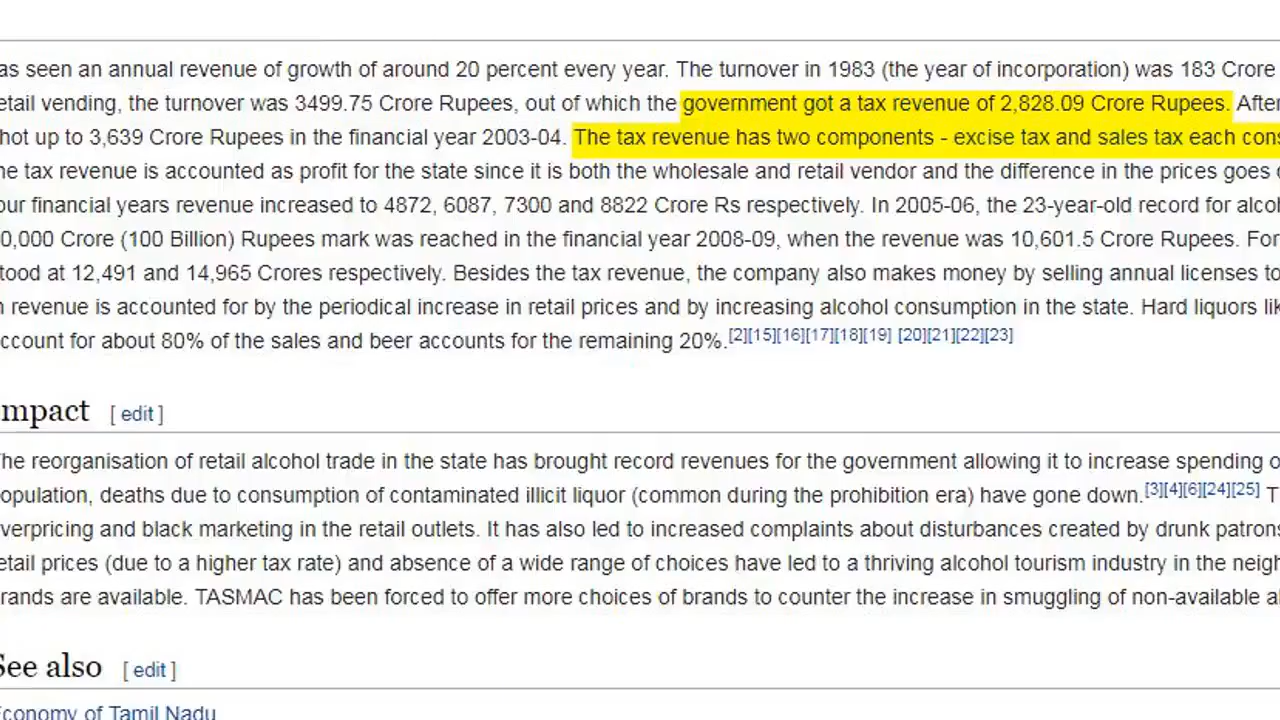 as seen an annual revenue of growth of around 20 percent every year. The turnover in 1983 (the year of incorporation) was 183 Crore
etail vending, the turnover was 3499.75 Crore Rupees, out of which the government got a tax revenue of 2,828.09 Crore Rupees. After
hot up to 3,639 Crore Rupees in the financial year 2003-04. The tax revenue has two components - excise tax and sales tax each cons
he tax revenue is accounted as profit for the state since it is both the wholesale and retail vendor and the difference in the prices goes
our financial years revenue increased to 4872, 6087, 7300 and 8822 Crore Rs respectively. In 2005-06, the 23-year-old record for alcoh
0,000 Crore (100 Billion) Rupees mark was reached in the financial year 2008-09, when the revenue was 10,601.5 Crore Rupees. For
tood at 12,491 and 14,965 Crores respectively. Besides the tax revenue, the company also makes money by selling annual licenses to
n revenue is accounted for by the periodical increase in retail prices and by increasing alcohol consumption in the state. Hard liquors lik
ccount for about 80% of the sales and beer accounts for the remaining 20%.[2][15][16][17][18][19] [20][21][22][23]
mpact [ edit ]
he reorganisation of retail alcohol trade in the state has brought record revenues for the government allowing it to increase spending o
opulation, deaths due to consumption of contaminated illicit liquor (common during the prohibition era) have gone down.[3][4][6][24][25] T
verpricing and black marketing in the retail outlets. It has also led to increased complaints about disturbances created by drunk patrons
etail prices (due to a higher tax rate) and absence of a wide range of choices have led to a thriving alcohol tourism industry in the neigh
rands are available. TASMAC has been forced to offer more choices of brands to counter the increase in smuggling of non-available al
See also [ edit ]
Economy of Tamil Nadu